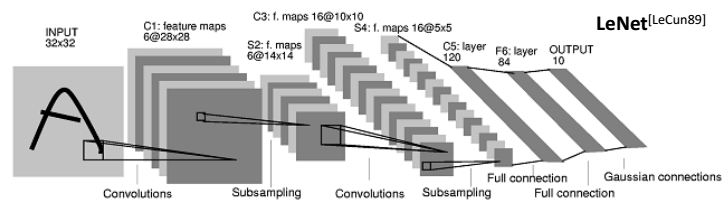 LeNet[LeCun89]
INPUT
32x32
C1: feature maps
6@28x28
S2: f. maps
6@14x14
C3: f. maps 16@10x10
S4: f. maps 16@5x5
C5: layer
120
F6: layer
84
OUTPUT
10
Convolutions
Subsampling
Convolutions
Subsampling
Full connection
Full connection
Gaussian connections